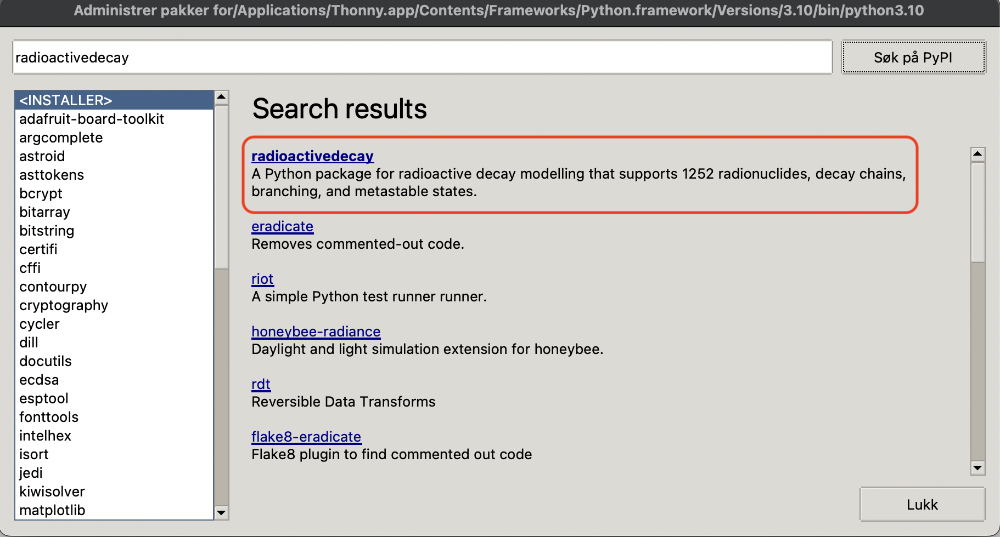 Administrer pakker for/Applications/Thonny.app/Contents/Frameworks/Python.framework/Versions/3.10/bin/python3.10
radioactivedecay
Søk på PyPI
<INSTALLER>
adafruit-board-toolkit
argcomplete
astroid
asttokens
bcrypt
bitarray
bitstring
certifi
cffi
contourpy
cryptography
cycler
dill
docutils
ecdsa
esptool
fonttools
intelhex
isort
jedi
kiwisolver
matplotlib
Search results
radioactivedecay
A Python package for radioactive decay modelling that supports 1252 radionuclides, decay chains,
branching, and metastable states.
eradicate
Removes commented-out code.
riot
A simple Python test runner runner.
honeybee-radiance
Daylight and light simulation extension for honeybee.
rdt
Reversible Data Transforms
flake8-eradicate
Flake8 plugin to find commented out code
Lukk